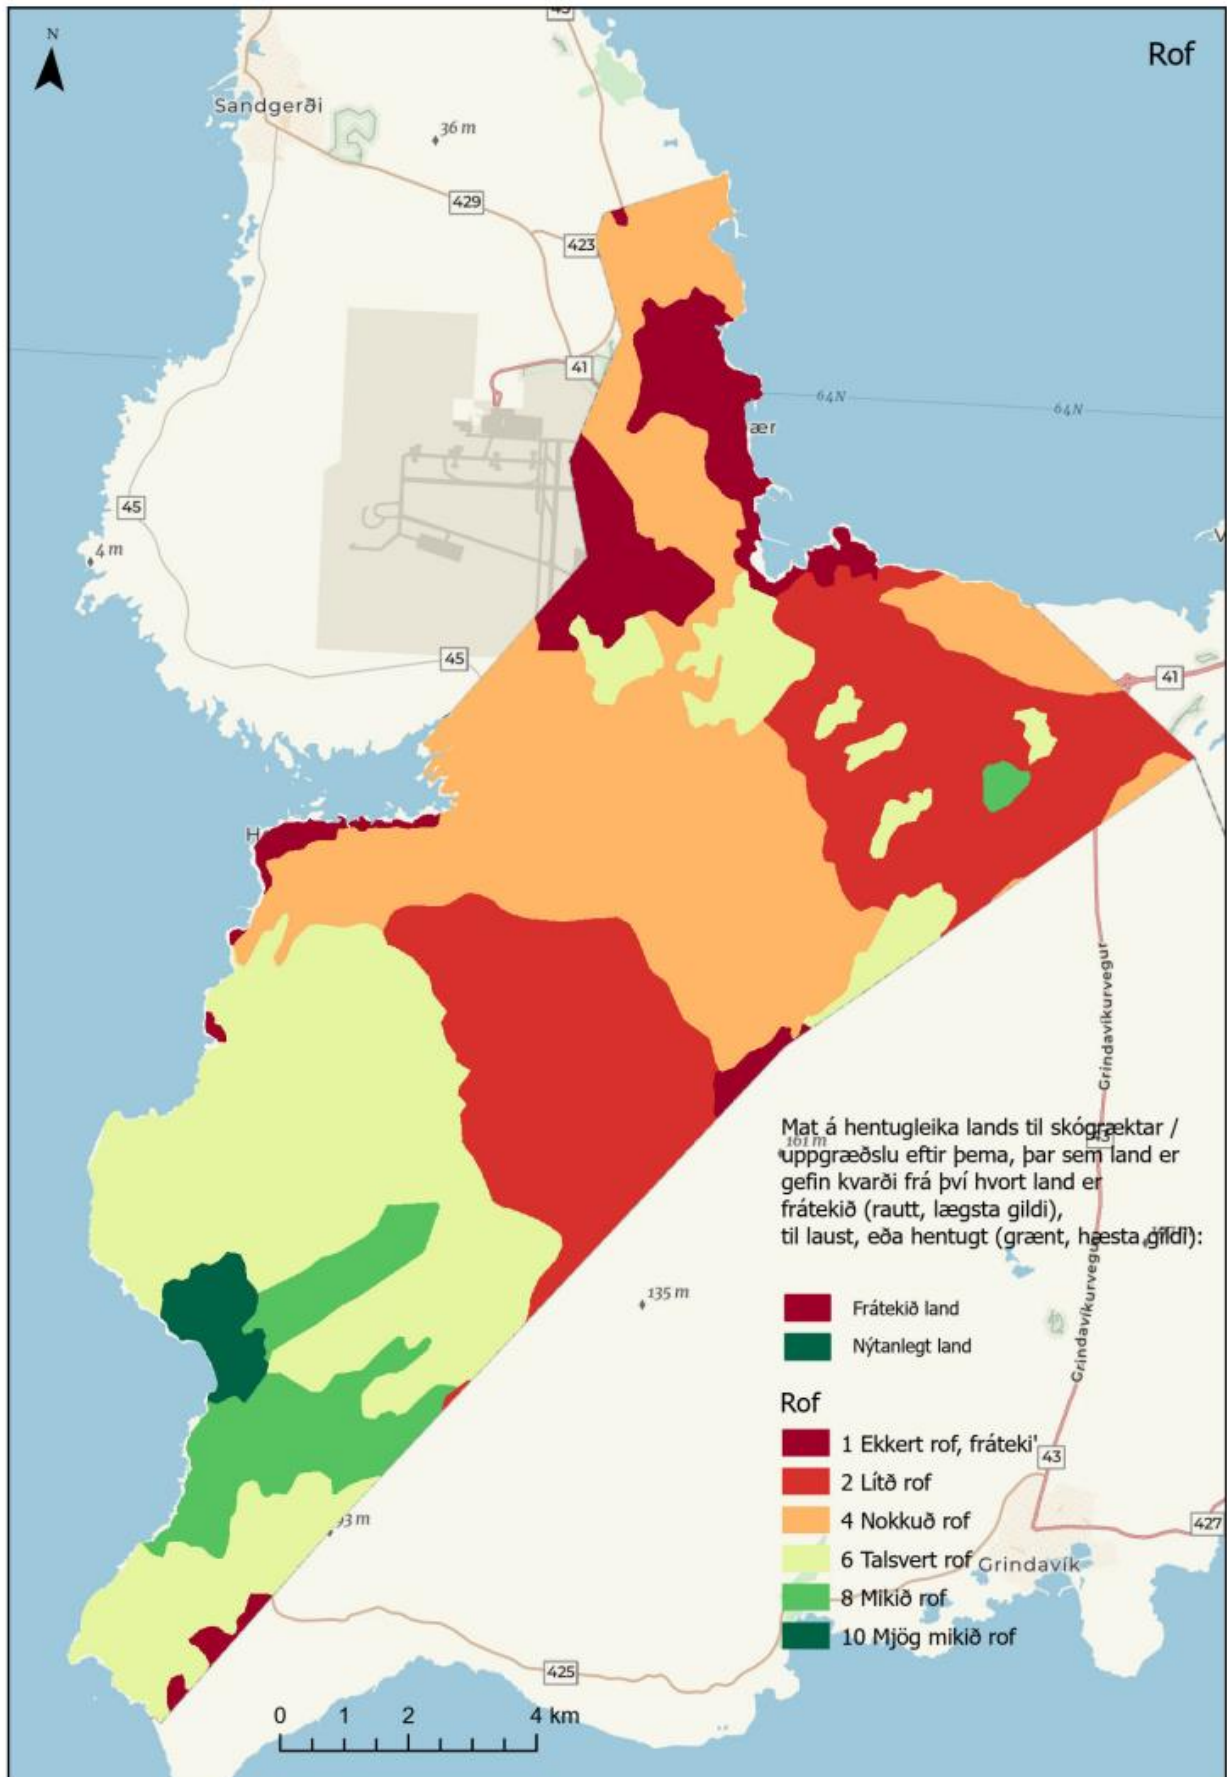 N
Rof
Sandgerði
36 m
429
423
41
64N
64N
ær
45
4 m
V
45
41
H
Grindavíkurvegur
Mat á hentugleika lands til skógræktar /
uppgræðslu eftir þema, þar sem land er
gefin kvarði frá því hvort land er
frátekið (rautt, lægsta gildi),
til laust, eða hentugt (grænt, hæsta gildi):
161 m
43
Grindavíkurvegur
135 m
Frátekið land
Nýtanlegt land
Rof
1 Ekkert rof, fráteki'
2 Lítð rof
4 Nokkuð rof
6 Talsvert rof
8 Mikið rof
10 Mjög mikið rof
43
427
Grindavík
93 m
425
0 1 2 4 km